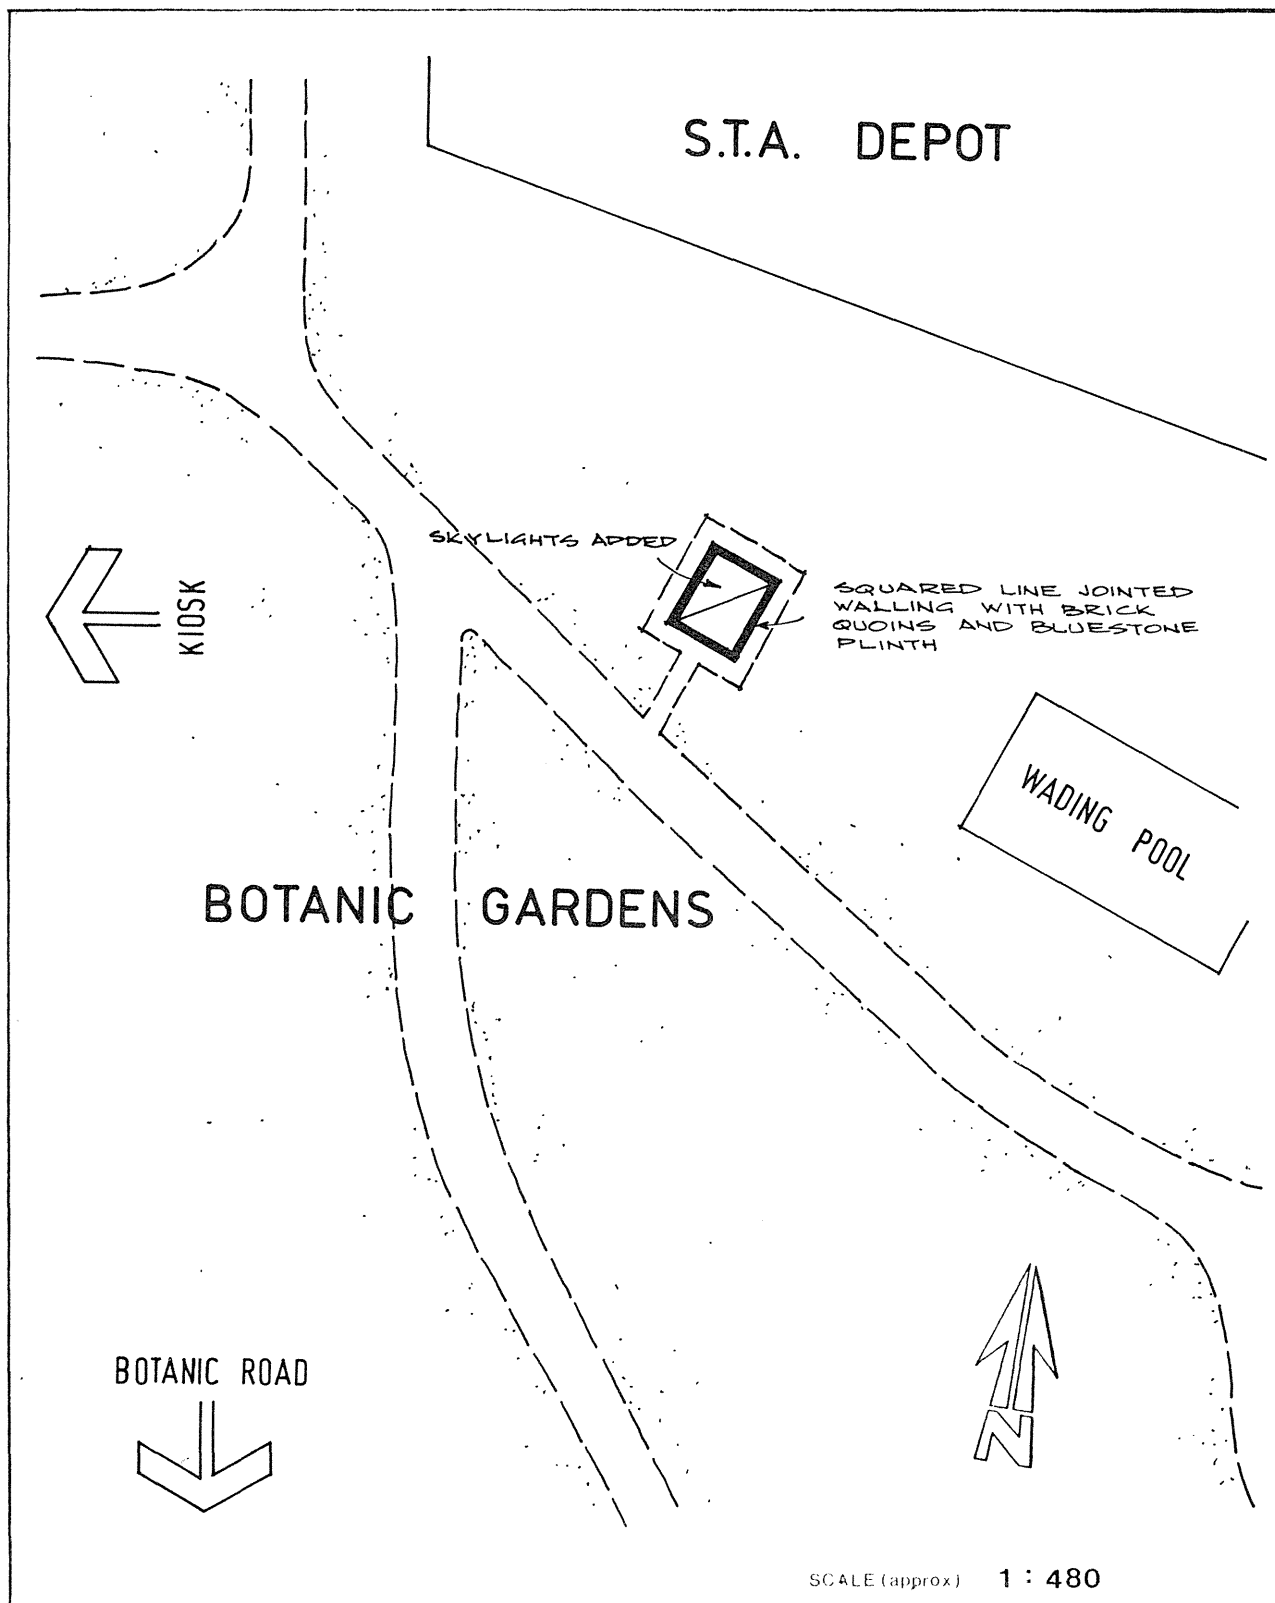 S.T.A. DEPOT
SKYLIGHTS ADDED
SQUARED LINE JOINTED
WALLING WITH BRICK
QUOINS AND BLUESTONE
PLINTH
KIOSK
WADING POOL
BOTANIC GARDENS
BOTANIC ROAD
N
SCALE (approx) 1 : 480